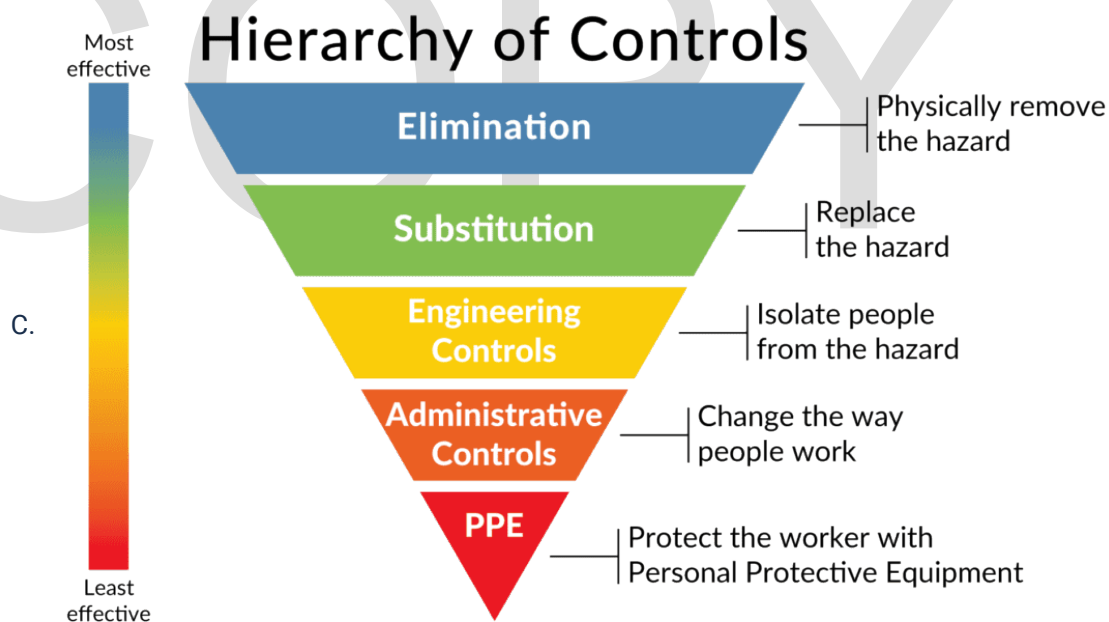 COPY
Hierarchy of Controls
Most
effective
Elimination
Physically remove
the hazard
Substitution
Replace
the hazard
C.
Engineering
Controls
Isolate people
from the hazard
Administrative
Controls
Change the way
people work
PPE
Protect the worker with
Personal Protective Equipment
Least
effective